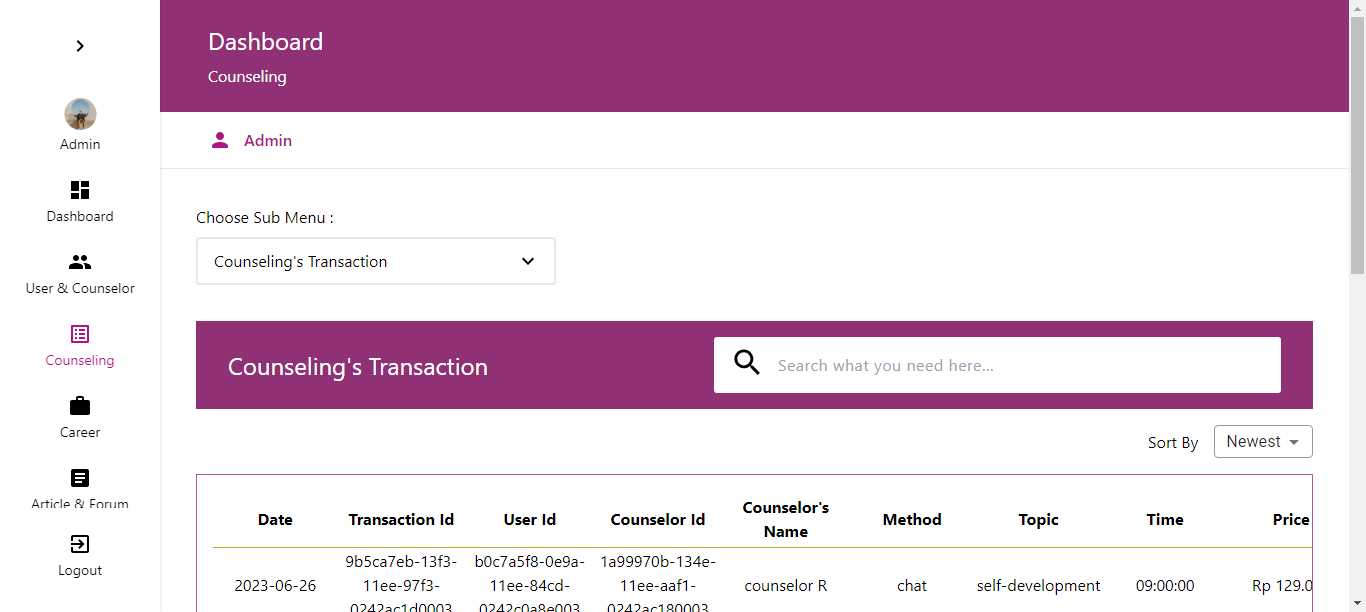 Dashboard
Counseling
Admin
Admin
Dashboard
User & Counselor
Counseling
Career
Article & Forum
Logout
Choose Sub Menu :
Counseling's Transaction
Counseling's Transaction
Search what you need here...
Sort By
Newest
Date Transaction Id User Id Counselor Id Counselor's Name Method Topic Time Price
2023-06-26 9b5ca7eb-13f3-11ee-97f3-0242ac1d0003 b0c7a5f8-0e9a-11ee-84cd-0242c0a8e003 1a99970b-134e-11ee-aaf1-0242ac180003 counselor R chat self-development 09:00:00 Rp 129.0